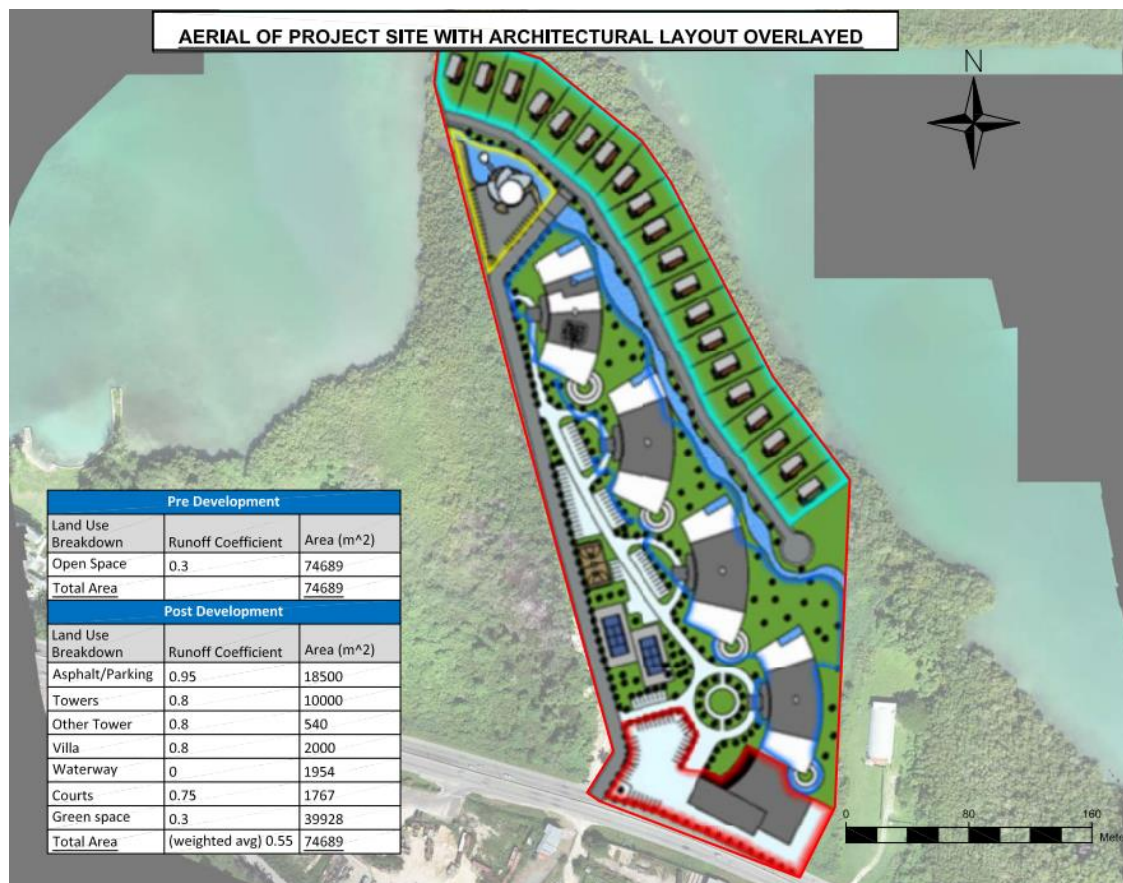 AERIAL OF PROJECT SITE WITH ARCHITECTURAL LAYOUT OVERLAYED
N
Pre Development
Land Use Breakdown Runoff Coefficient Area (m^2)
Open Space 0.3 74689
Total Area 74689
Post Development
Land Use Breakdown Runoff Coefficient Area (m^2)
Asphalt/Parking 0.95 18500
Towers 0.8 10000
Other Tower 0.8 540
Villa 0.8 2000
Waterway 0 1954
Courts 0.75 1767
Green space 0.3 39928
Total Area (weighted avg) 0.55 74689
0 80 160
Mete